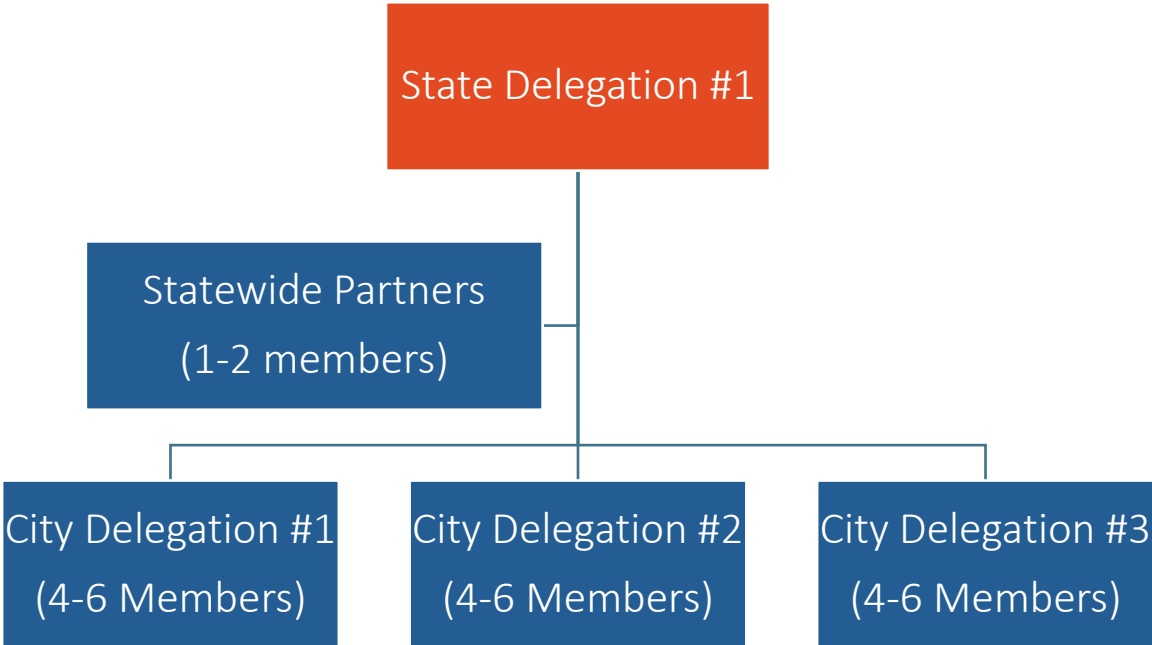 State Delegation #1
Statewide Partners
(1-2 members)
City Delegation #1
(4-6 Members)
City Delegation #2
(4-6 Members)
City Delegation #3
(4-6 Members)